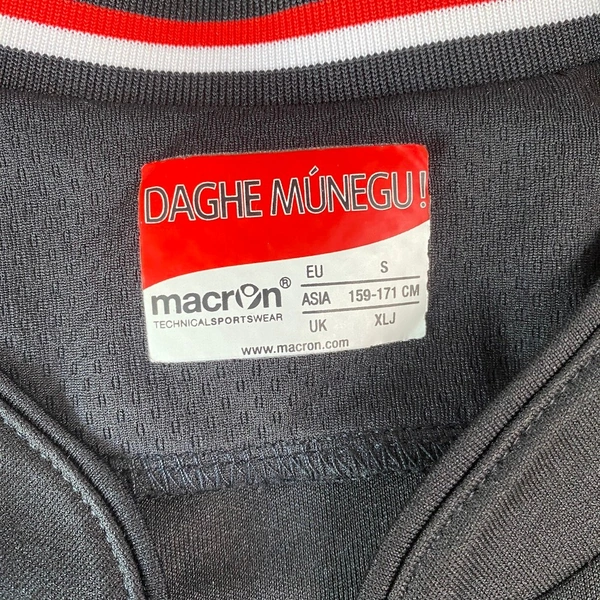 DAGHE MÚNEGU!
macron®
TECHNICALSPORTSWEAR
EU S
ASIA 159-171 CM
UK XLJ
www.macron.com